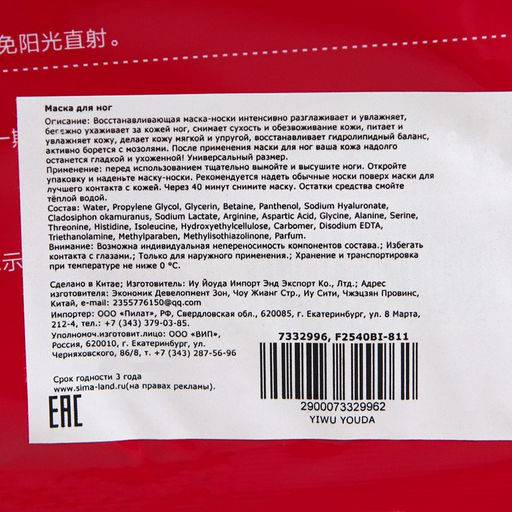 免阳光直射。
一
示
Маска для ног
Описание: Восстанавливающая маска-носки интенсивно разглаживает и увлажняет,
бережно ухаживает за кожей ног, снимает сухость и обезвоживание кожи, питает и
увлажняет кожу, делает кожу мягкой и упругой, восстанавливает гидролипидный баланс,
активно борется с мозолями. После применения маски для ног ваша кожа надолго
останется гладкой и ухоженной! Универсальный размер.
Применение: перед использованием тщательно вымойте и высушите ноги. Откройте
упаковку и наденьте маску-носки. Рекомендуется надеть обычные носки поверх маски для
лучшего контакта с кожей. Через 40 минут снимите маску. Остатки средства смойте
тёплой водой.
Состав: Water, Propylene Glycol, Glycerin, Betaine, Panthenol, Sodium Hyaluronate,
Cladosiphon okamuranus, Sodium Lactate, Arginine, Aspartic Acid, Glycine, Alanine, Serine,
Threonine, Histidine, Isoleucine, Hydroxyethylcellulose, Carbomer, Disodium EDTA,
Triethanolamine, Methylparaben, Methylisothiazolinone, Parfum.
Внимание: Возможна индивидуальная непереносимость компонентов состава.; Избегать
контакта с глазами.; Только для наружного применения.; Хранение и транспортировка
при температуре не ниже 0 °C.
Сделано в Китае; Изготовитель: Иу Йоуда Импорт Энд Экспорт Ко., Лтд.; Адрес
изготовителя: Экономик Девелопмент Зон, Чоу Жианг Стр., Иу Сити, Чжэцзян Провинс,
Китай, e-mail: 2355776150@qq.com
Импортер: ООО «Пилат», РФ, Свердловская обл., 620085, г. Екатеринбург, ул. 8 Марта,
212-4, тел.: +7 (343) 379-03-85.
Уполномоч.изготовит.лицо: ООО «ВИП»,
Россия, 620010, г. Екатеринбург, ул.
Черняховского, 86/8, т. +7 (343) 287-56-96
7332996, F2540BI-811
Срок годности 3 года
www.sima-land.ru(на правах рекламы).
EAC
2900073329962
YIWU YOUDA